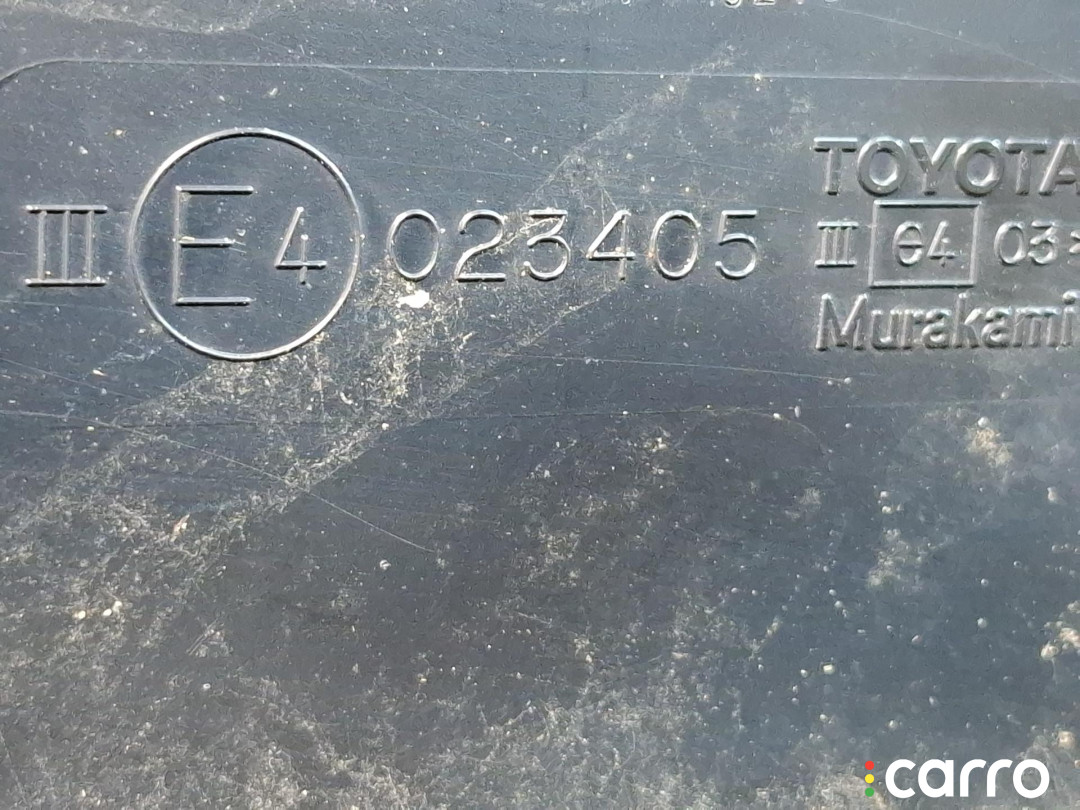 TOYOTA
III E4 023405
III e4 03
Murakami
carro